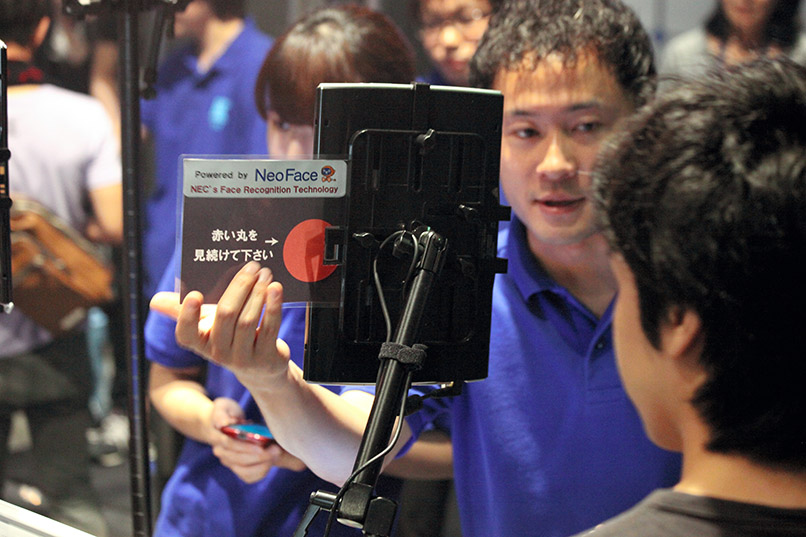 Powered by NeoFace
NEC's Face Recognition Technology
赤い丸を →
見続けて下さい